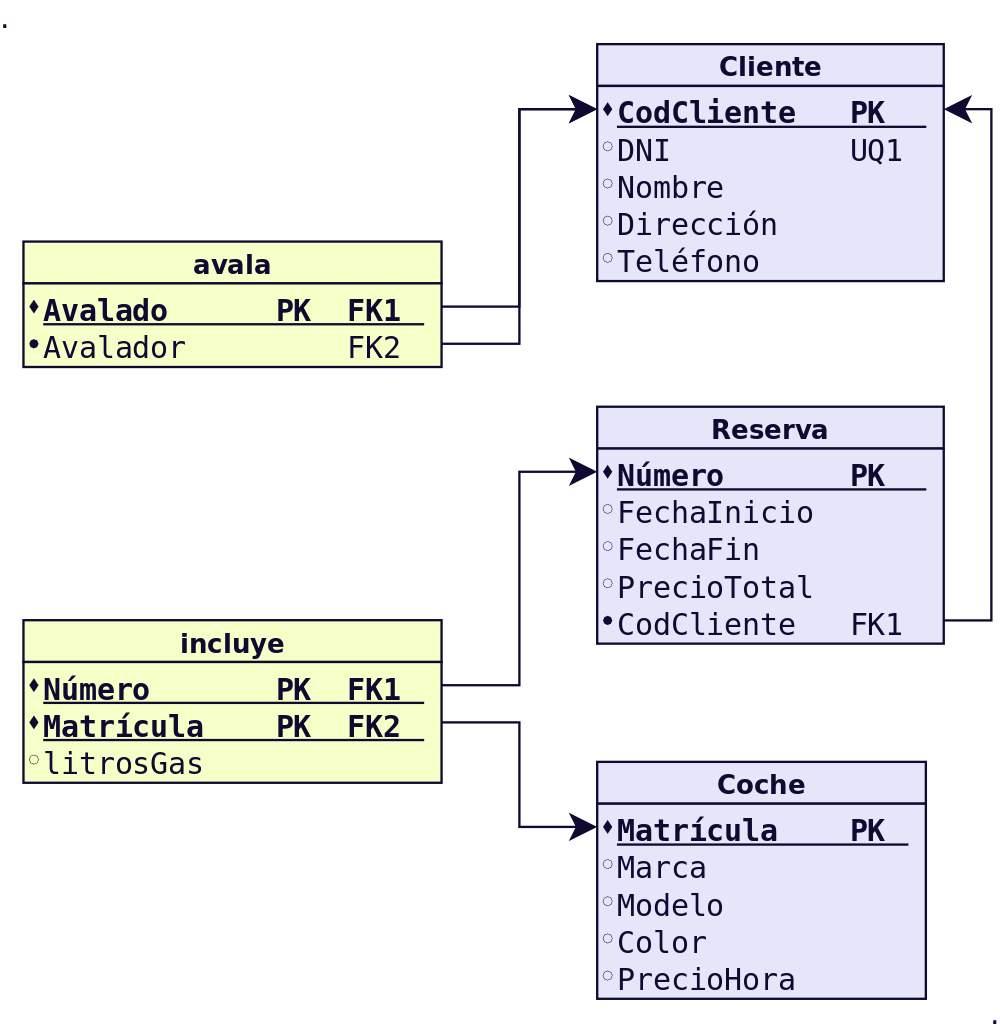 .
Cliente
CodCliente PK
DNI UQ1
Nombre
Dirección
Teléfono
avala
Avalado PK FK1
Avalador FK2
Reserva
Número PK
FechaInicio
FechaFin
PrecioTotal
CodCliente FK1
incluye
Número PK FK1
Matrícula PK FK2
litrosGas
Coche
Matrícula PK
Marca
Modelo
Color
PrecioHora
.